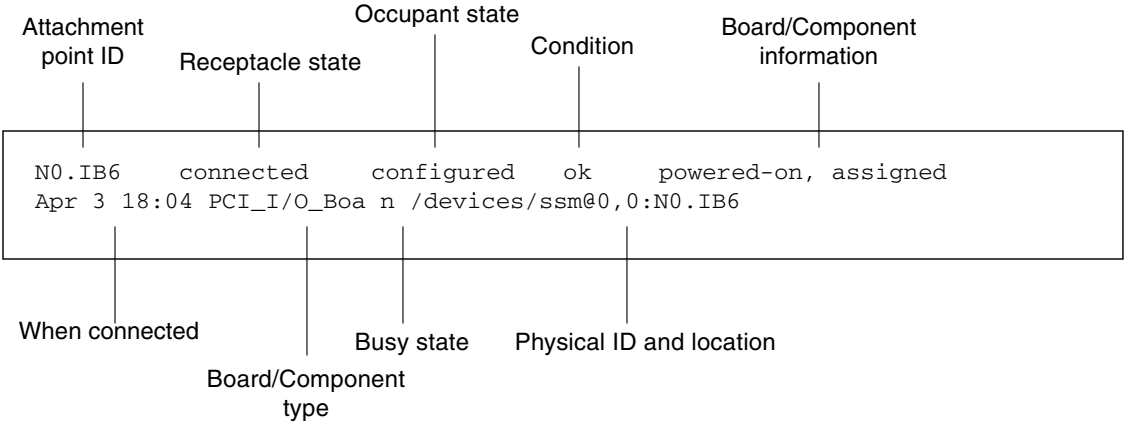 Occupant state
Attachment
point ID
Receptacle state
Condition
Board/Component
information
N0.IB6 connected configured ok powered-on, assigned
Apr 3 18:04 PCI_I/O_Boa n /devices/ssm@0,0:N0.IB6
When connected
Busy state
Physical ID and location
Board/Component
type